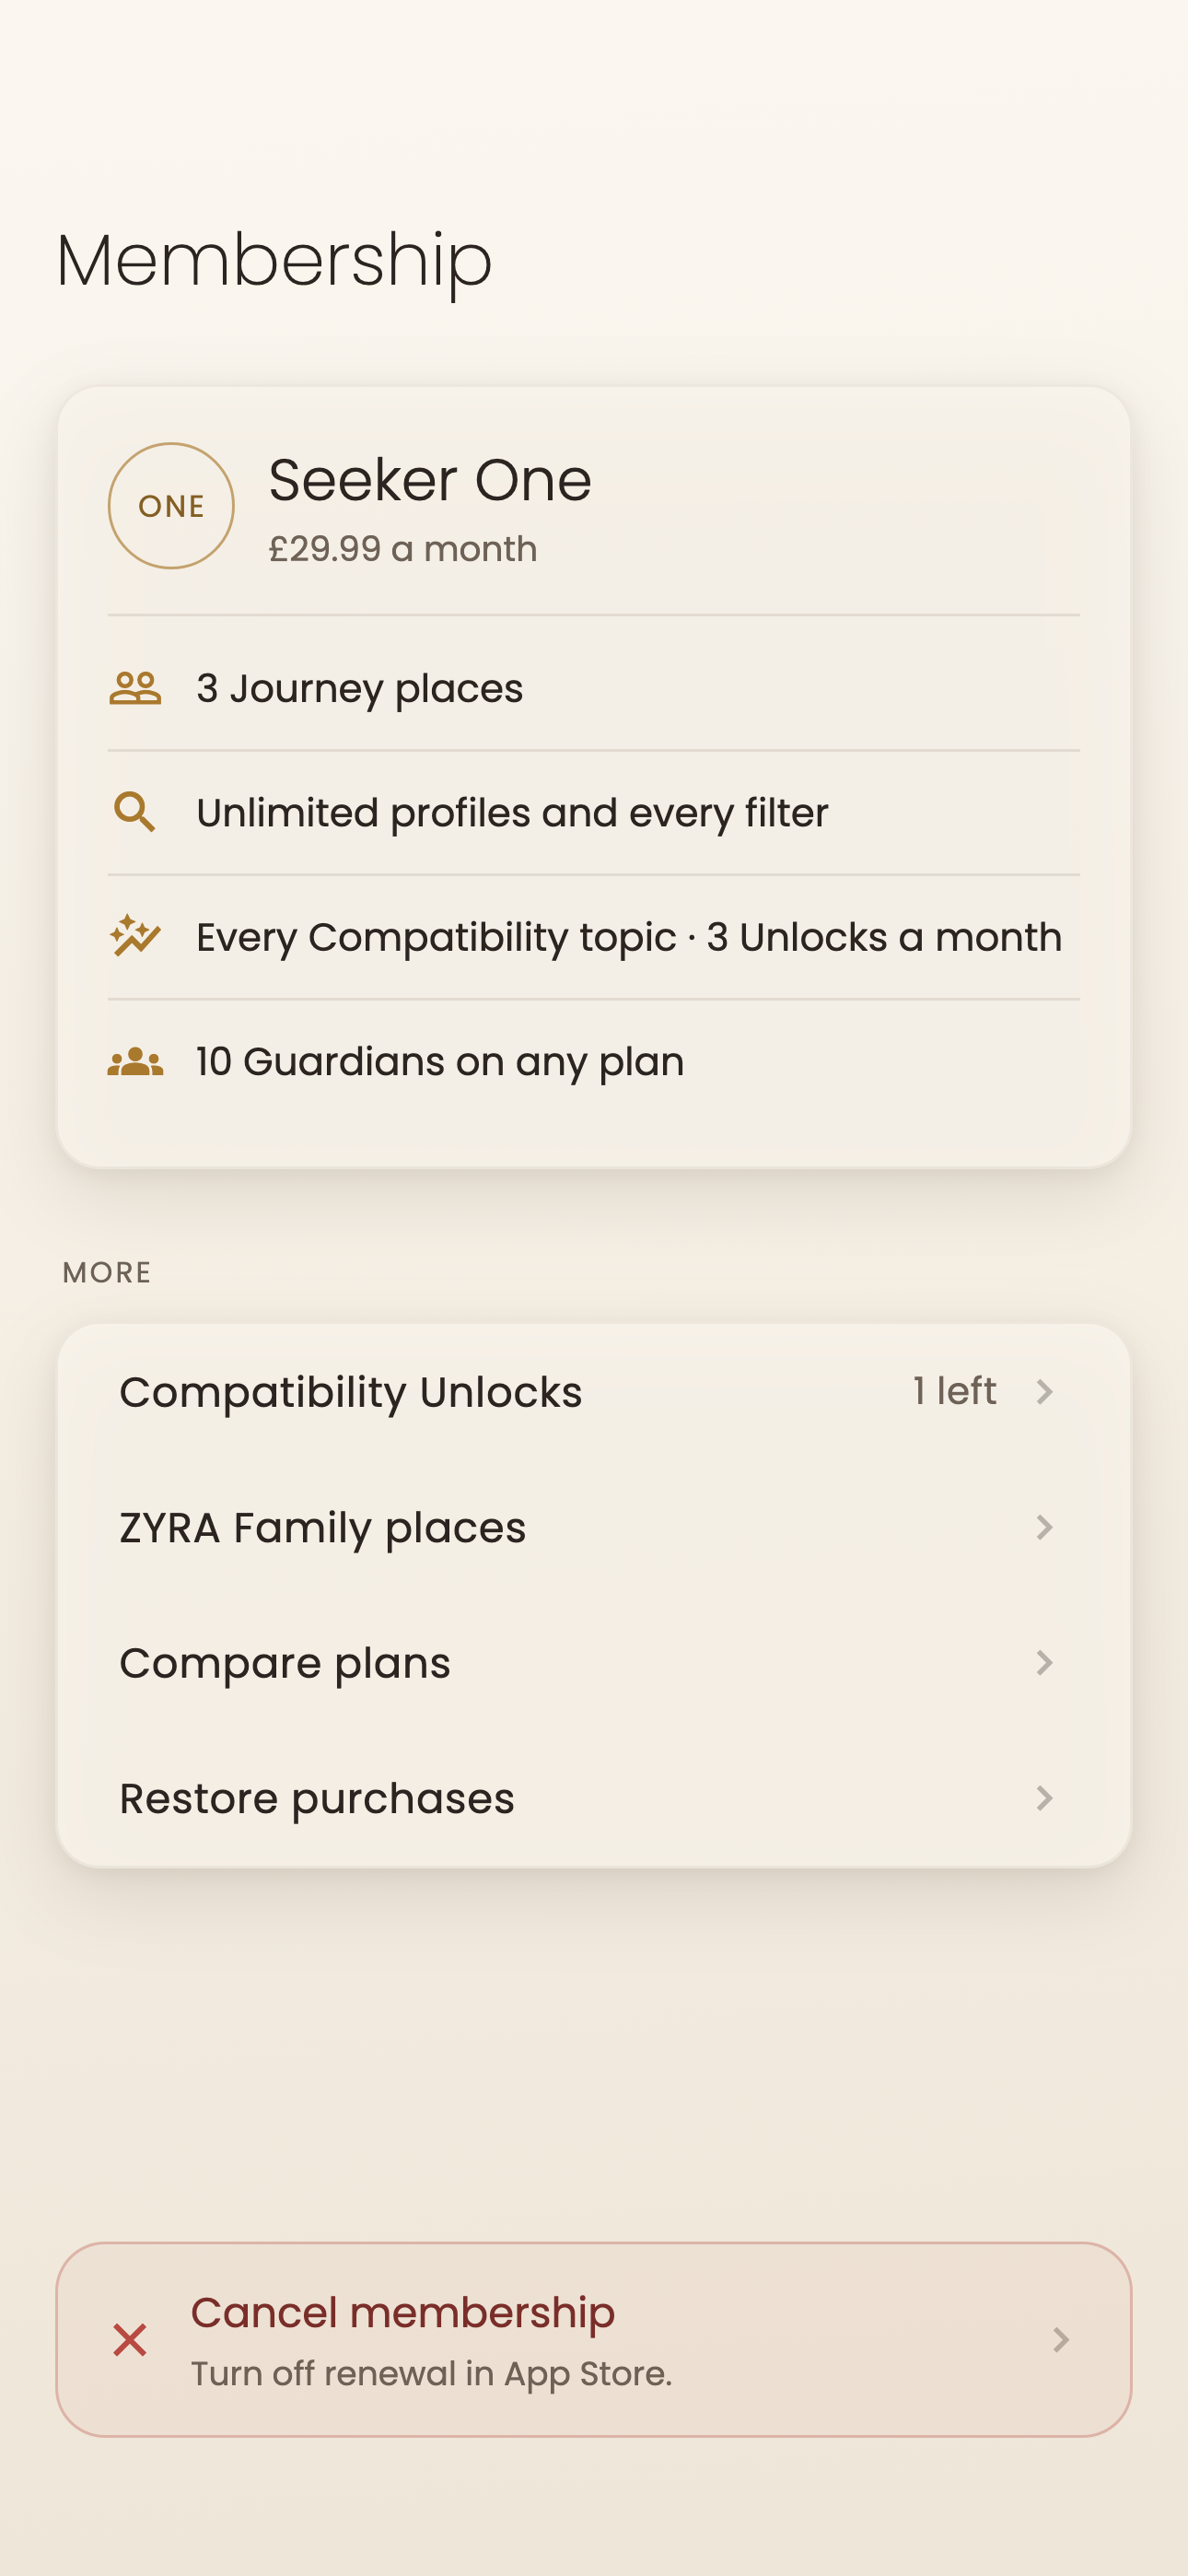 Membership
ONE
Seeker One
£29.99 a month
3 Journey places
Unlimited profiles and every filter
Every Compatibility topic · 3 Unlocks a month
10 Guardians on any plan
MORE
Compatibility Unlocks 1 left
ZYRA Family places
Compare plans
Restore purchases
Cancel membership
Turn off renewal in App Store.